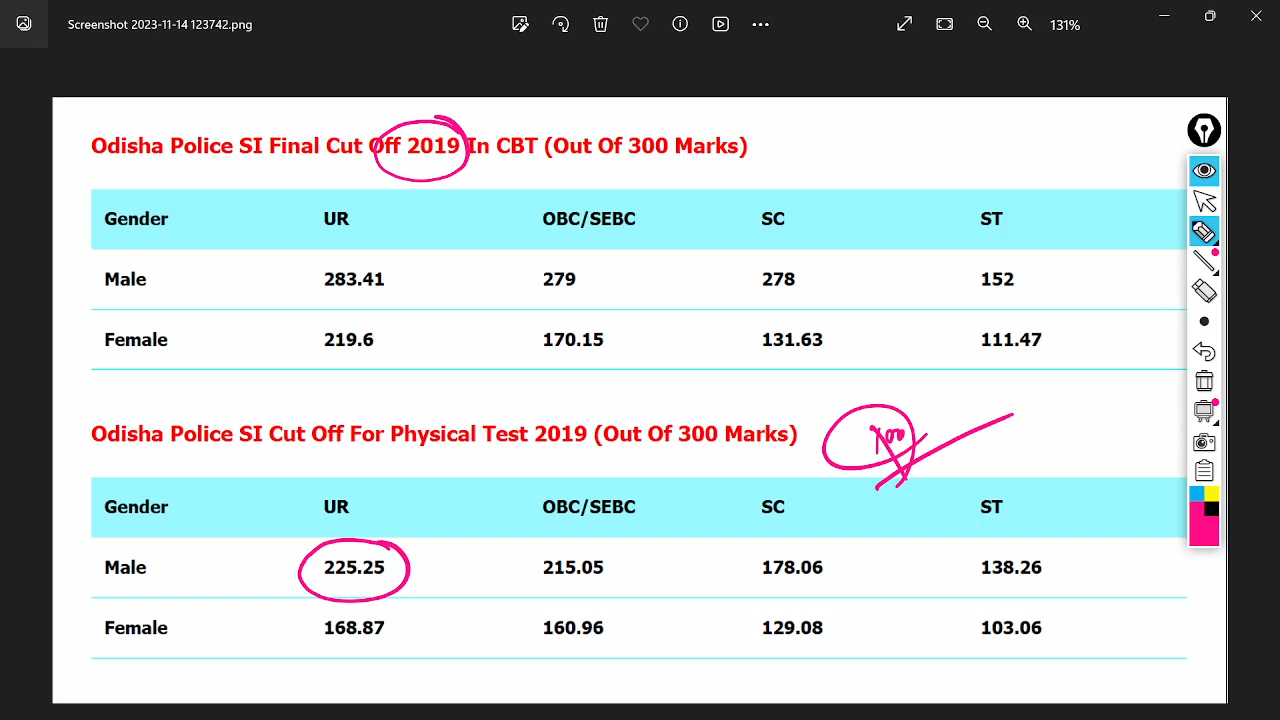 Screenshot 2023-11-14 123742.png
131%
Odisha Police SI Final Cut Off 2019 In CBT (Out Of 300 Marks)
Gender UR OBC/SEBC SC ST
Male 283.41 279 278 152
Female 219.6 170.15 131.63 111.47
Odisha Police SI Cut Off For Physical Test 2019 (Out Of 300 Marks)
Gender UR OBC/SEBC SC ST
Male 225.25 215.05 178.06 138.26
Female 168.87 160.96 129.08 103.06